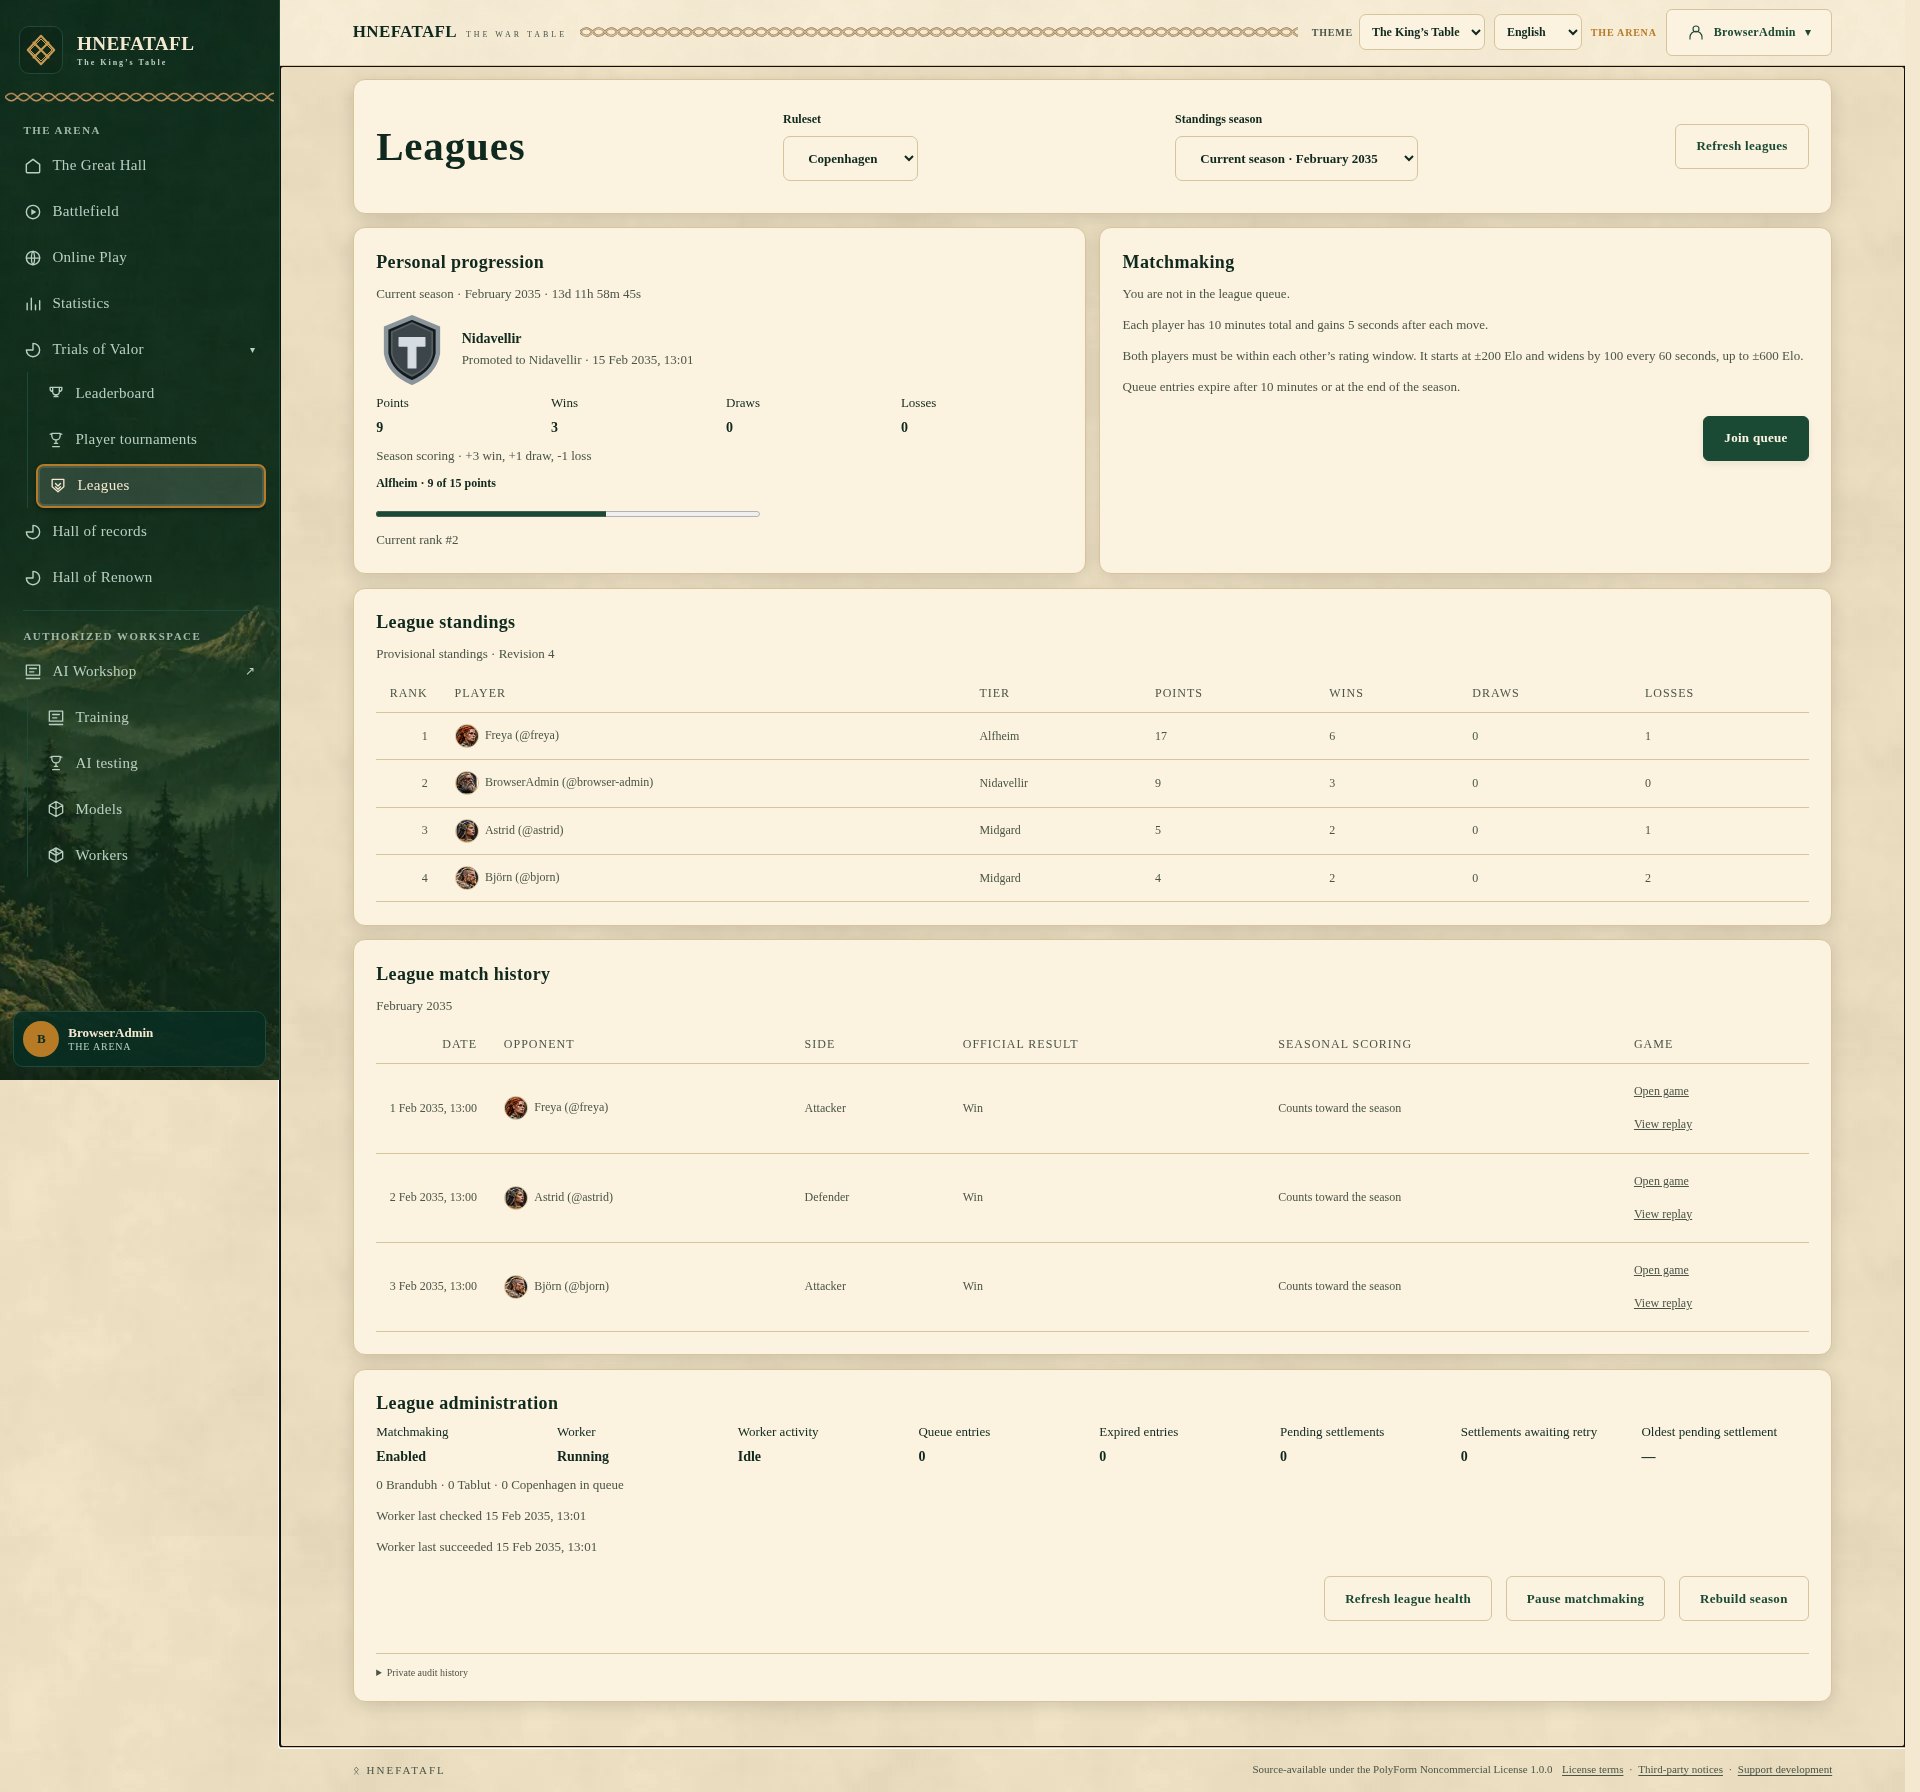 HNEFATAFL
The King's Table
THE ARENA
The Great Hall
Battlefield
Online Play
Statistics
Trials of Valor ▾
Leaderboard
Player tournaments
Leagues
Hall of records
Hall of Renown
AUTHORIZED WORKSPACE
AI Workshop ↗
Training
AI testing
Models
Workers
B BrowserAdmin
THE ARENA
HNEFATAFL THE WAR TABLE THEME The King's Table English THE ARENA BrowserAdmin ▾
Leagues
Ruleset
Copenhagen
Standings season
Current season · February 2035
Refresh leagues
Personal progression
Current season · February 2035 · 13d 11h 58m 45s
T
Nidavellir
Promoted to Nidavellir · 15 Feb 2035, 13:01
Points Wins Draws Losses
9 3 0 0
Season scoring · +3 win, +1 draw, -1 loss
Alfheim · 9 of 15 points
Current rank #2
Matchmaking
You are not in the league queue.
Each player has 10 minutes total and gains 5 seconds after each move.
Both players must be within each other's rating window. It starts at ±200 Elo and widens by 100 every 60 seconds, up to ±600 Elo.
Queue entries expire after 10 minutes or at the end of the season.
Join queue
League standings
Provisional standings · Revision 4
RANK PLAYER TIER POINTS WINS DRAWS LOSSES
1 Freya (@freya) Alfheim 17 6 0 1
2 BrowserAdmin (@browser-admin) Nidavellir 9 3 0 0
3 Astrid (@astrid) Midgard 5 2 0 1
4 Björn (@bjorn) Midgard 4 2 0 2
League match history
February 2035
DATE OPPONENT SIDE OFFICIAL RESULT SEASONAL SCORING GAME
1 Feb 2035, 13:00 Freya (@freya) Attacker Win Counts toward the season Open game
View replay
2 Feb 2035, 13:00 Astrid (@astrid) Defender Win Counts toward the season Open game
View replay
3 Feb 2035, 13:00 Björn (@bjorn) Attacker Win Counts toward the season Open game
View replay
League administration
Matchmaking Worker Worker activity Queue entries Expired entries Pending settlements Settlements awaiting retry Oldest pending settlement
Enabled Running Idle 0 0 0 0 —
0 Brandubh · 0 Tablut · 0 Copenhagen in queue
Worker last checked 15 Feb 2035, 13:01
Worker last succeeded 15 Feb 2035, 13:01
Refresh league health Pause matchmaking Rebuild season
▶ Private audit history
ᛟ HNEFATAFL
Source-available under the PolyForm Noncommercial License 1.0.0 License terms · Third-party notices · Support development